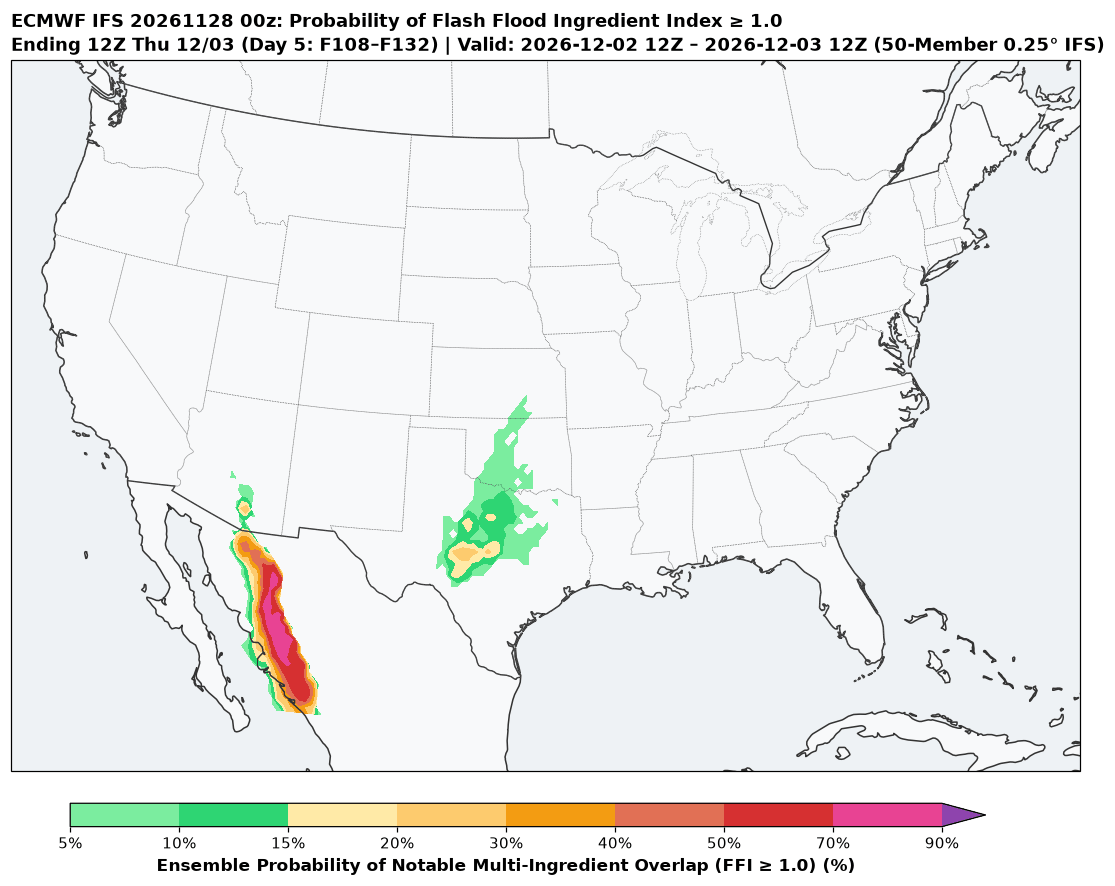 ECMWF IFS 20261128 00z: Probability of Flash Flood Ingredient Index ≥ 1.0
Ending 12Z Thu 12/03 (Day 5: F108–F132) | Valid: 2026-12-02 12Z – 2026-12-03 12Z (50-Member 0.25° IFS)
5% 10% 15% 20% 30% 40% 50% 70% 90%
Ensemble Probability of Notable Multi-Ingredient Overlap (FFI ≥ 1.0) (%)